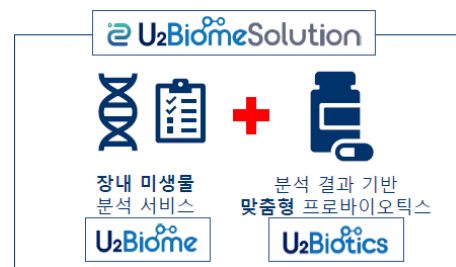 U2BiomeSolution
장내 미생물
분석 서비스
분석 결과 기반
맞춤형 프로바이오틱스
U2Biome
U2Biotics